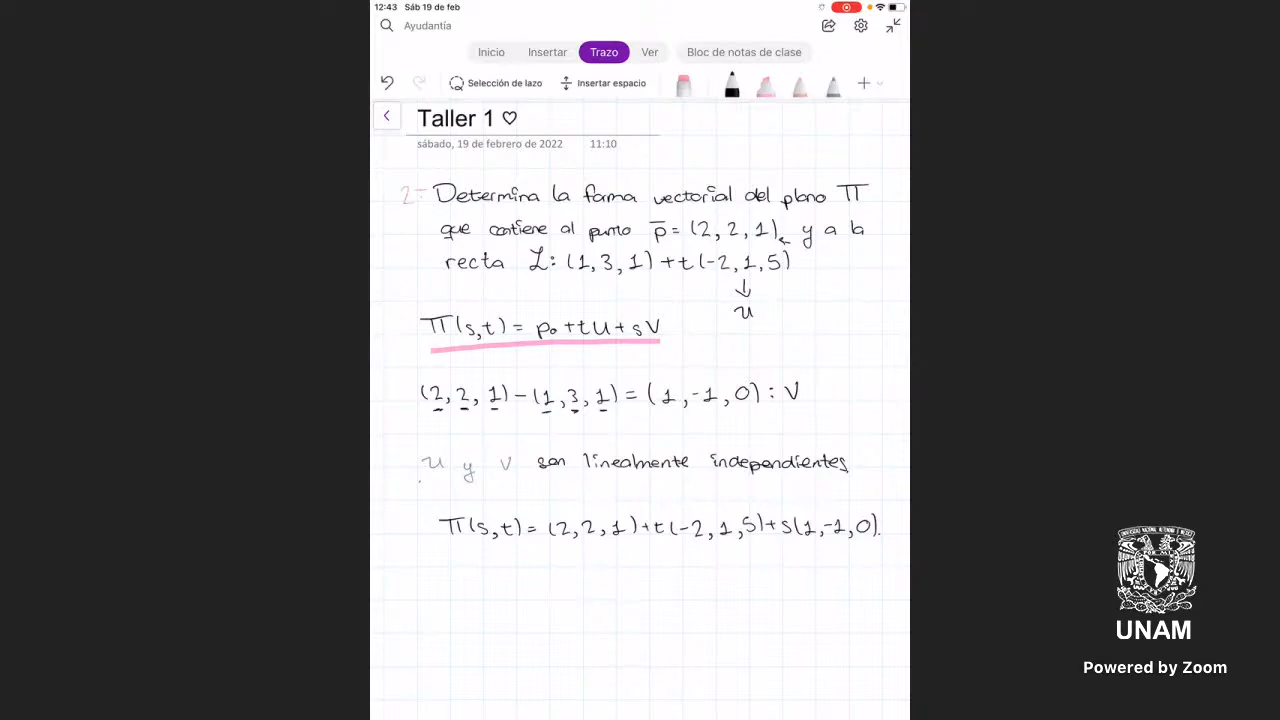 12:43 Sáb 19 de feb
Ayudantía
Inicio Insertar Trazo Ver Bloc de notas de clase
Selección de lazo Insertar espacio
Taller 1 ♡
sábado, 19 de febrero de 2022 11:10
2.- Determina la forma vectorial del plano π
que contiene al punto p̄ = (2, 2, 1) y a la
recta L: (1, 3, 1) + t(-2, 1, 5)
↓
u
π(s,t) = p₀ + tu + sv
(2, 2, 1) - (1, 3, 1) = (1, -1, 0) : v
u y v son linealmente independientes
π(s,t) = (2, 2, 1) + t(-2, 1, 5) + s(1, -1, 0).
UNAM
Powered by Zoom